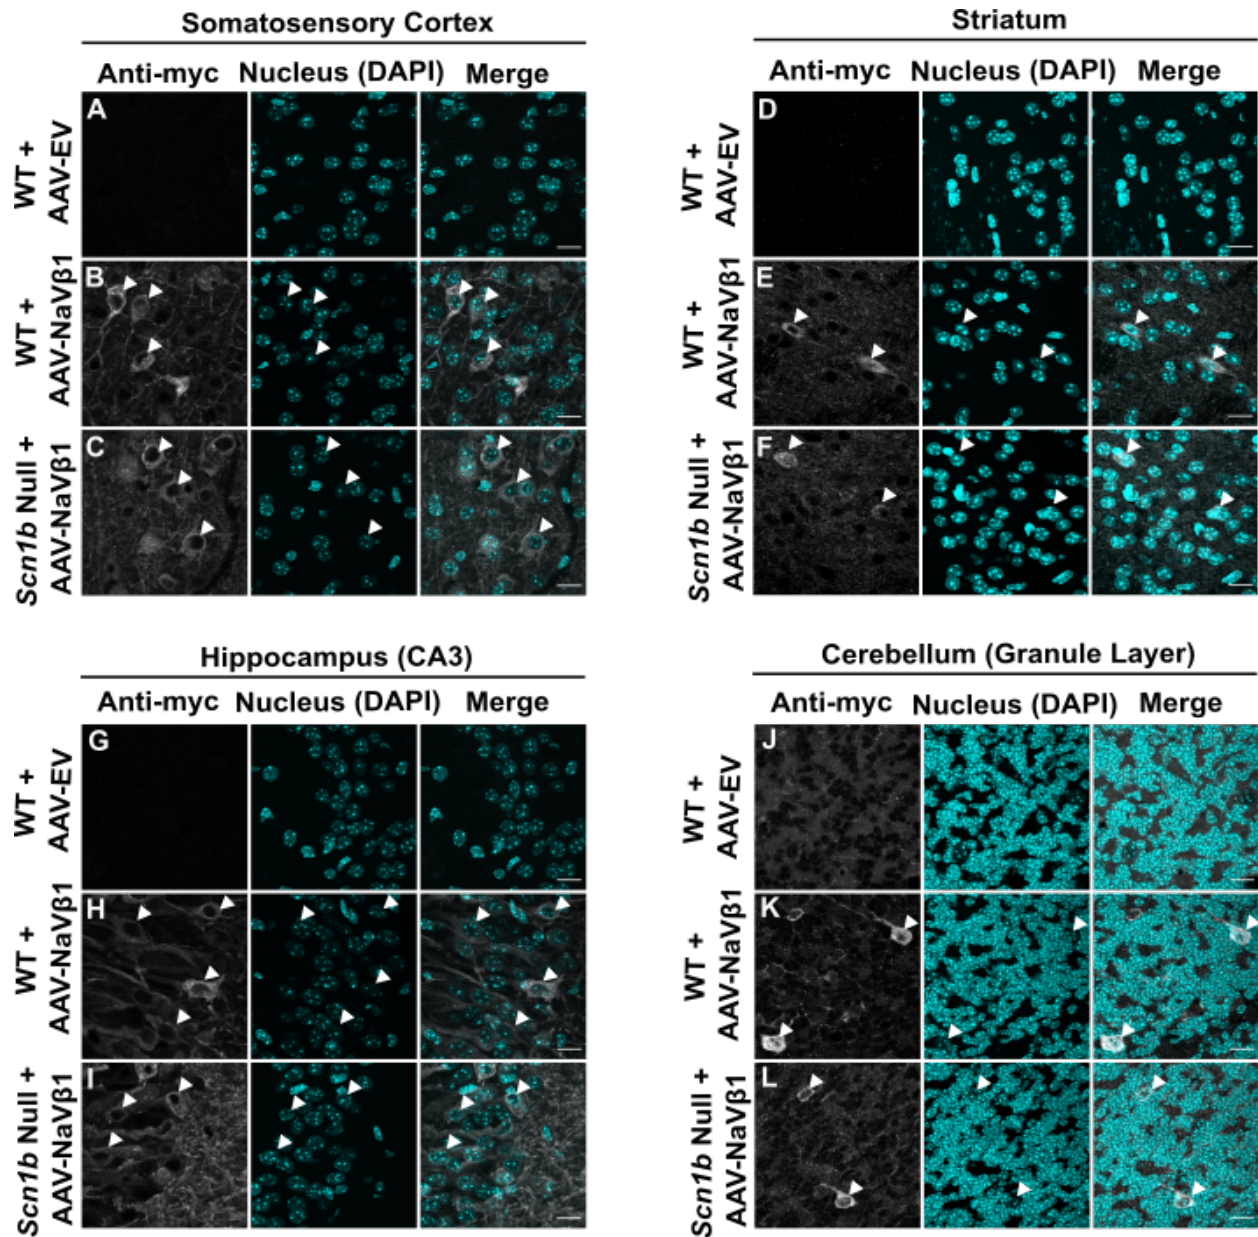 Somatosensory Cortex
Anti-myc Nucleus (DAPI) Merge
WT +
AAV-EV
A
WT +
AAV-NaVβ1
B
Scn1b Null +
AAV-NaVβ1
C
Striatum
Anti-myc Nucleus (DAPI) Merge
WT +
AAV-EV
D
WT +
AAV-NaVβ1
E
Scn1b Null +
AAV-NaVβ1
F
Hippocampus (CA3)
Anti-myc Nucleus (DAPI) Merge
WT +
AAV-EV
G
WT +
AAV-NaVβ1
H
Scn1b Null +
AAV-NaVβ1
I
Cerebellum (Granule Layer)
Anti-myc Nucleus (DAPI) Merge
WT +
AAV-EV
J
WT +
AAV-NaVβ1
K
Scn1b Null +
AAV-NaVβ1
L